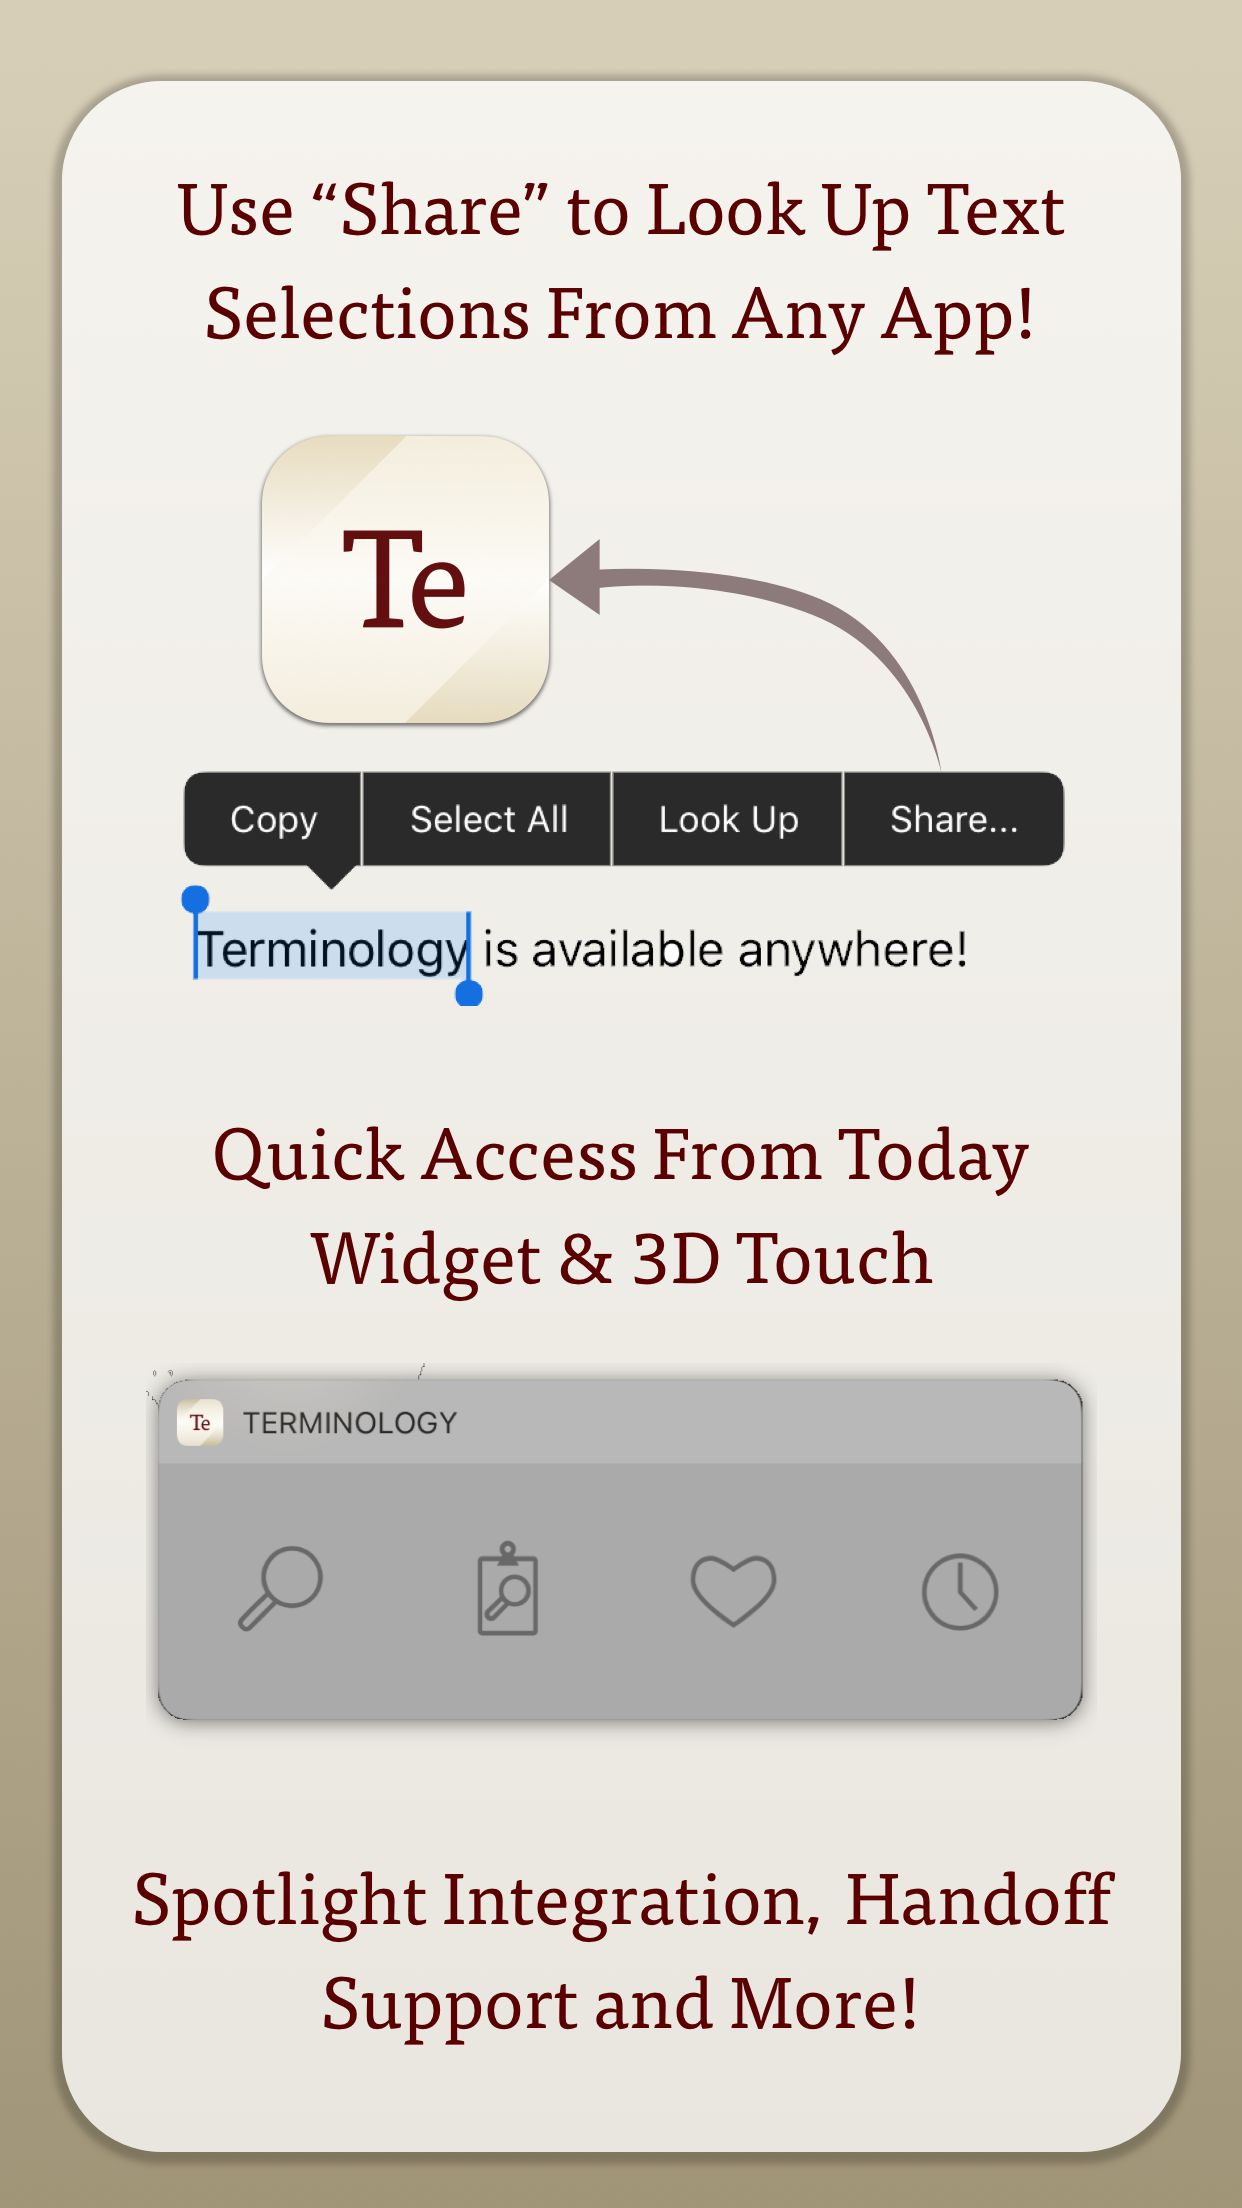 Use “Share” to Look Up Text
Selections From Any App!
Te
Copy Select All Look Up Share...
Terminology is available anywhere!
Quick Access From Today
Widget & 3D Touch
Te TERMINOLOGY
Spotlight Integration, Handoff
Support and More!